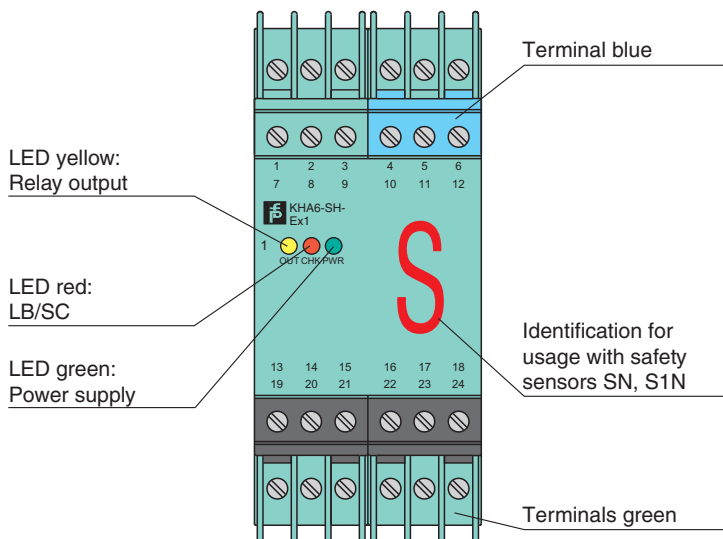 Terminal blue
LED yellow:
Relay output
LED red:
LB/SC
LED green:
Power supply
1 2 3 4 5 6
7 8 9 10 11 12
KHA6-SH-
Ex1
1
OUT CHK PWR
S
13 14 15 16 17 18
19 20 21 22 23 24
Identification for
usage with safety
sensors SN, S1N
Terminals green